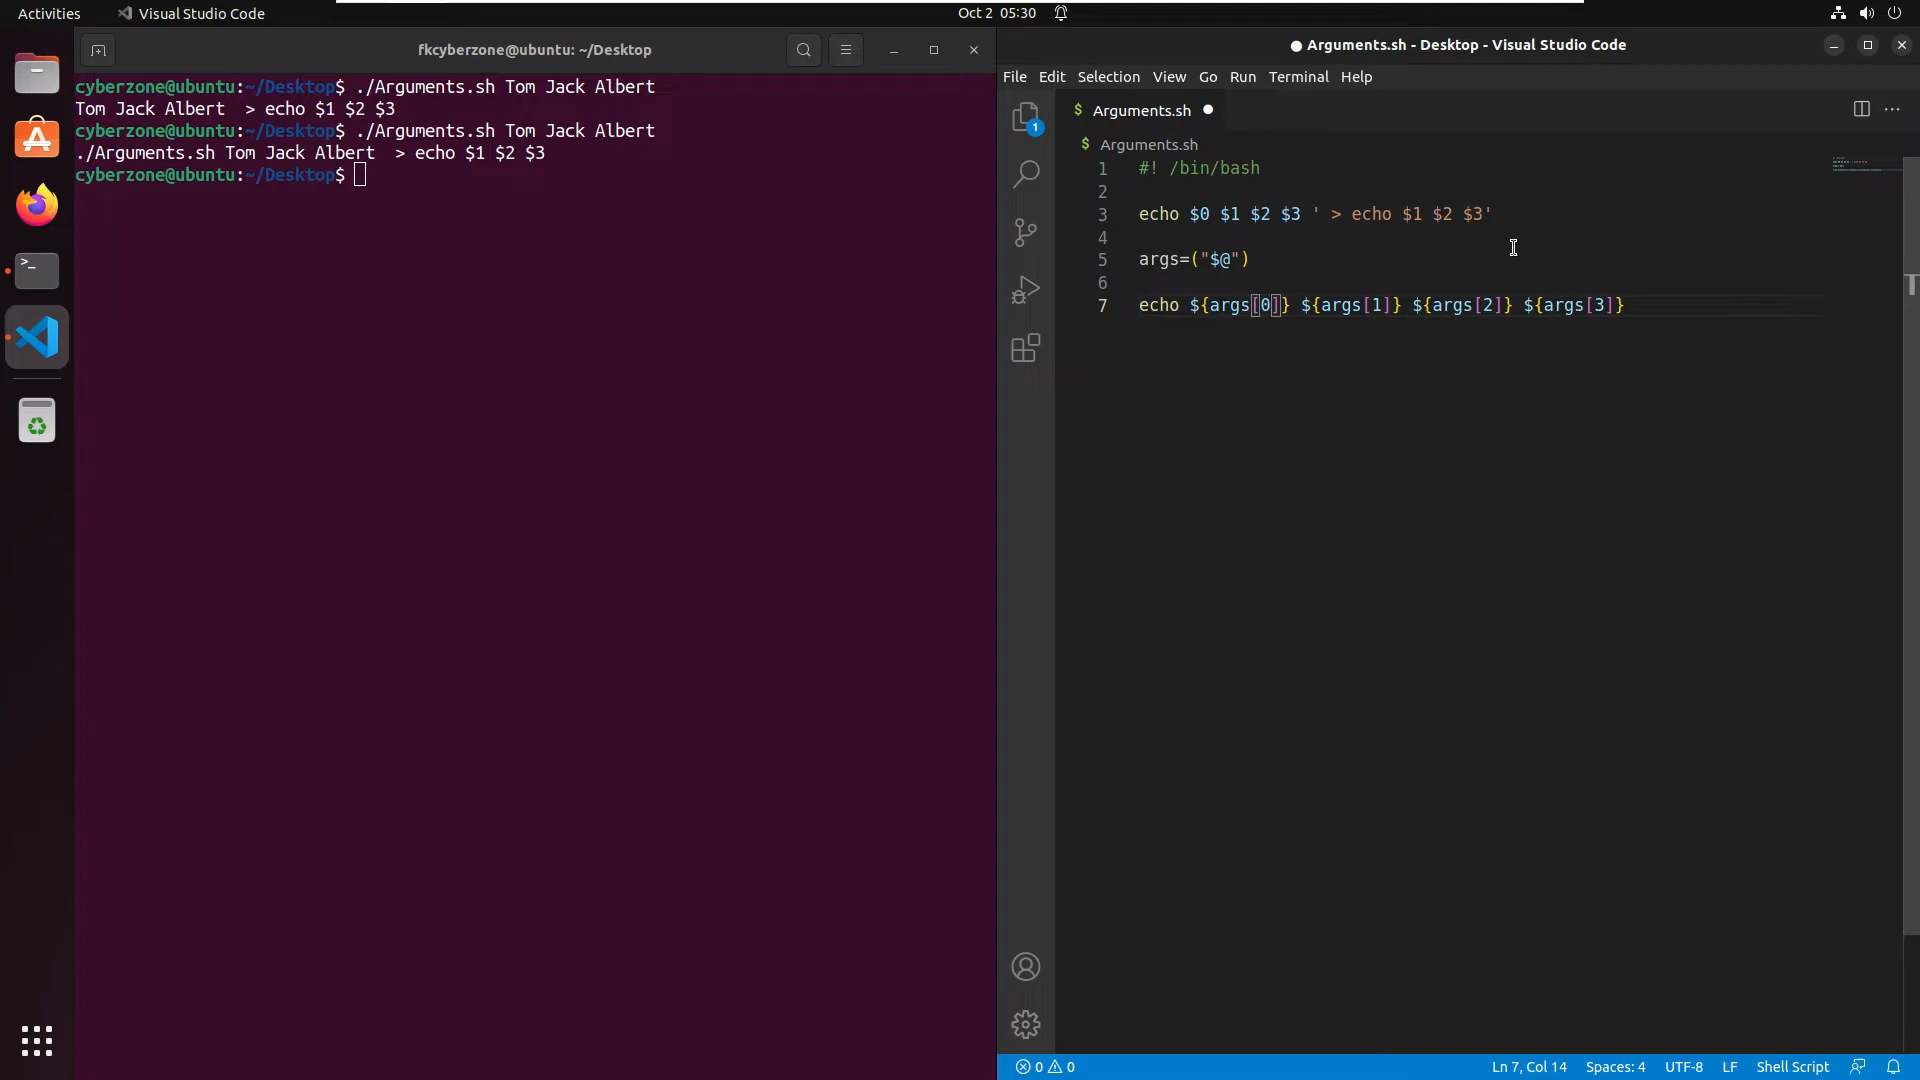 Activities Visual Studio Code Oct 2 05:30
fkcyberzone@ubuntu: ~/Desktop
cyberzone@ubuntu:~/Desktop$ ./Arguments.sh Tom Jack Albert
Tom Jack Albert  > echo $1 $2 $3
cyberzone@ubuntu:~/Desktop$ ./Arguments.sh Tom Jack Albert
./Arguments.sh Tom Jack Albert  > echo $1 $2 $3
cyberzone@ubuntu:~/Desktop$
Arguments.sh - Desktop - Visual Studio Code
File Edit Selection View Go Run Terminal Help
1
$ Arguments.sh
$ Arguments.sh
1 #! /bin/bash
2
3 echo $0 $1 $2 $3 ' > echo $1 $2 $3'
4
5 args=("$@")
6
7 echo ${args[0]} ${args[1]} ${args[2]} ${args[3]}
0 0 Ln 7, Col 14 Spaces: 4 UTF-8 LF Shell Script